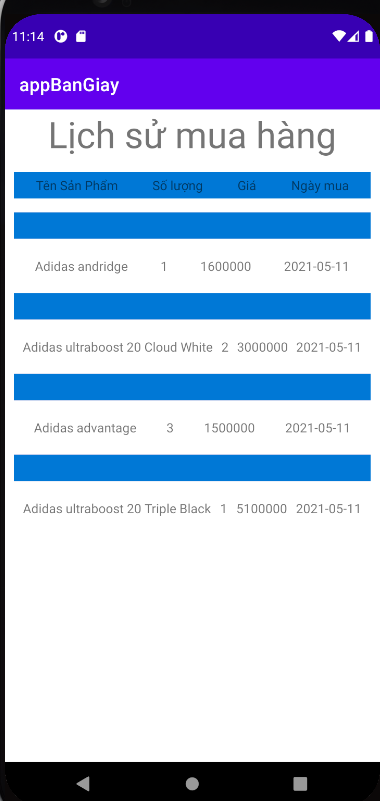 11:14
appBanGiay
Lịch sử mua hàng
Tên Sản Phẩm Số lượng Giá Ngày mua
Adidas andridge 1 1600000 2021-05-11
Adidas ultraboost 20 Cloud White 2 3000000 2021-05-11
Adidas advantage 3 1500000 2021-05-11
Adidas ultraboost 20 Triple Black 1 5100000 2021-05-11